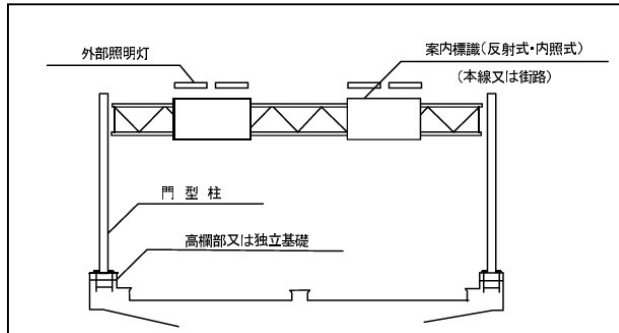 外部照明灯
案内標識(反射式・内照式)
(本線又は街路)
門型柱
高欄部又は独立基礎